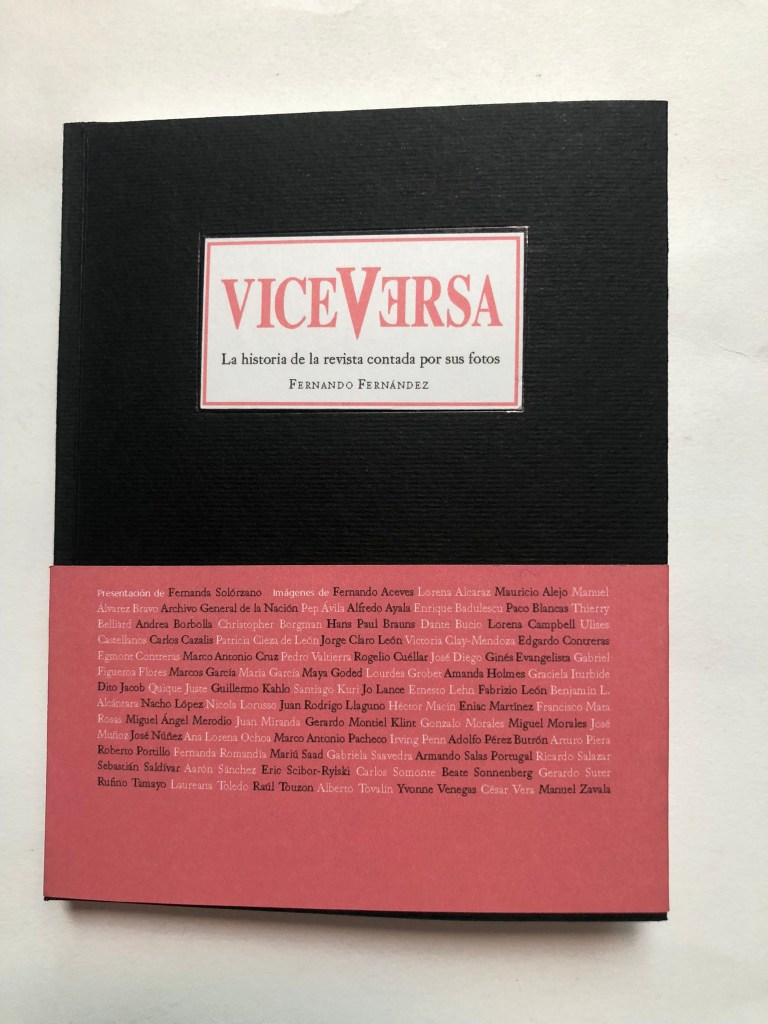 VICEVERSA
La historia de la revista contada por sus fotos
FERNANDO FERNÁNDEZ
Presentación de Fernanda Solórzano Imágenes de Fernando Aceves Lorena Alcaraz Mauricio Alejo Manuel
Álvarez Bravo Archivo General de la Nación Pep Ávila Alfredo Ayala Enrique Badulescu Paco Blancas Thierry
Belliard Andrea Borbolla Christopher Borgman Hans Paul Brauns Dante Bucio Lorena Campbell Ulises
Castellanos Carlos Cazalis Patricia Cieza de León Jorge Claro León Victoria Clay-Mendoza Edgardo Contreras
Egmont Contreras Marco Antonio Cruz Pedro Valtierra Rogelio Cuéllar José Diego Ginés Evangelista Gabriel
Figueroa Flores Marcos García María García Maya Goded Lourdes Grobet Amanda Holmes Graciela Iturbide
Dito Jacob Quique Juste Guillermo Kahlo Santiago Kuri Jo Lance Ernesto Lehn Fabrizio León Benjamín L.
Alcántara Nacho López Nicola Lorusso Juan Rodrigo Llaguno Héctor Macín Eniac Martínez Francisco Mata
Rosas Miguel Ángel Merodio Juan Miranda Gerardo Montiel Klint Gonzalo Morales Miguel Morales José
Muñoz José Núñez Ana Lorena Ochoa Marco Antonio Pacheco Irving Penn Adolfo Pérez Butrón Arturo Piera
Roberto Portillo Fernanda Romandía Mariú Saad Gabriela Saavedra Armando Salas Portugal Ricardo Salazar
Sebastián Saldívar Aarón Sánchez Eric Scibor-Rylski Carlos Somonte Beate Sonnenberg Gerardo Suter
Rufino Tamayo Laureana Toledo Raúl Touzon Alberto Tovalín Yvonne Venegas César Vera Manuel Zavala